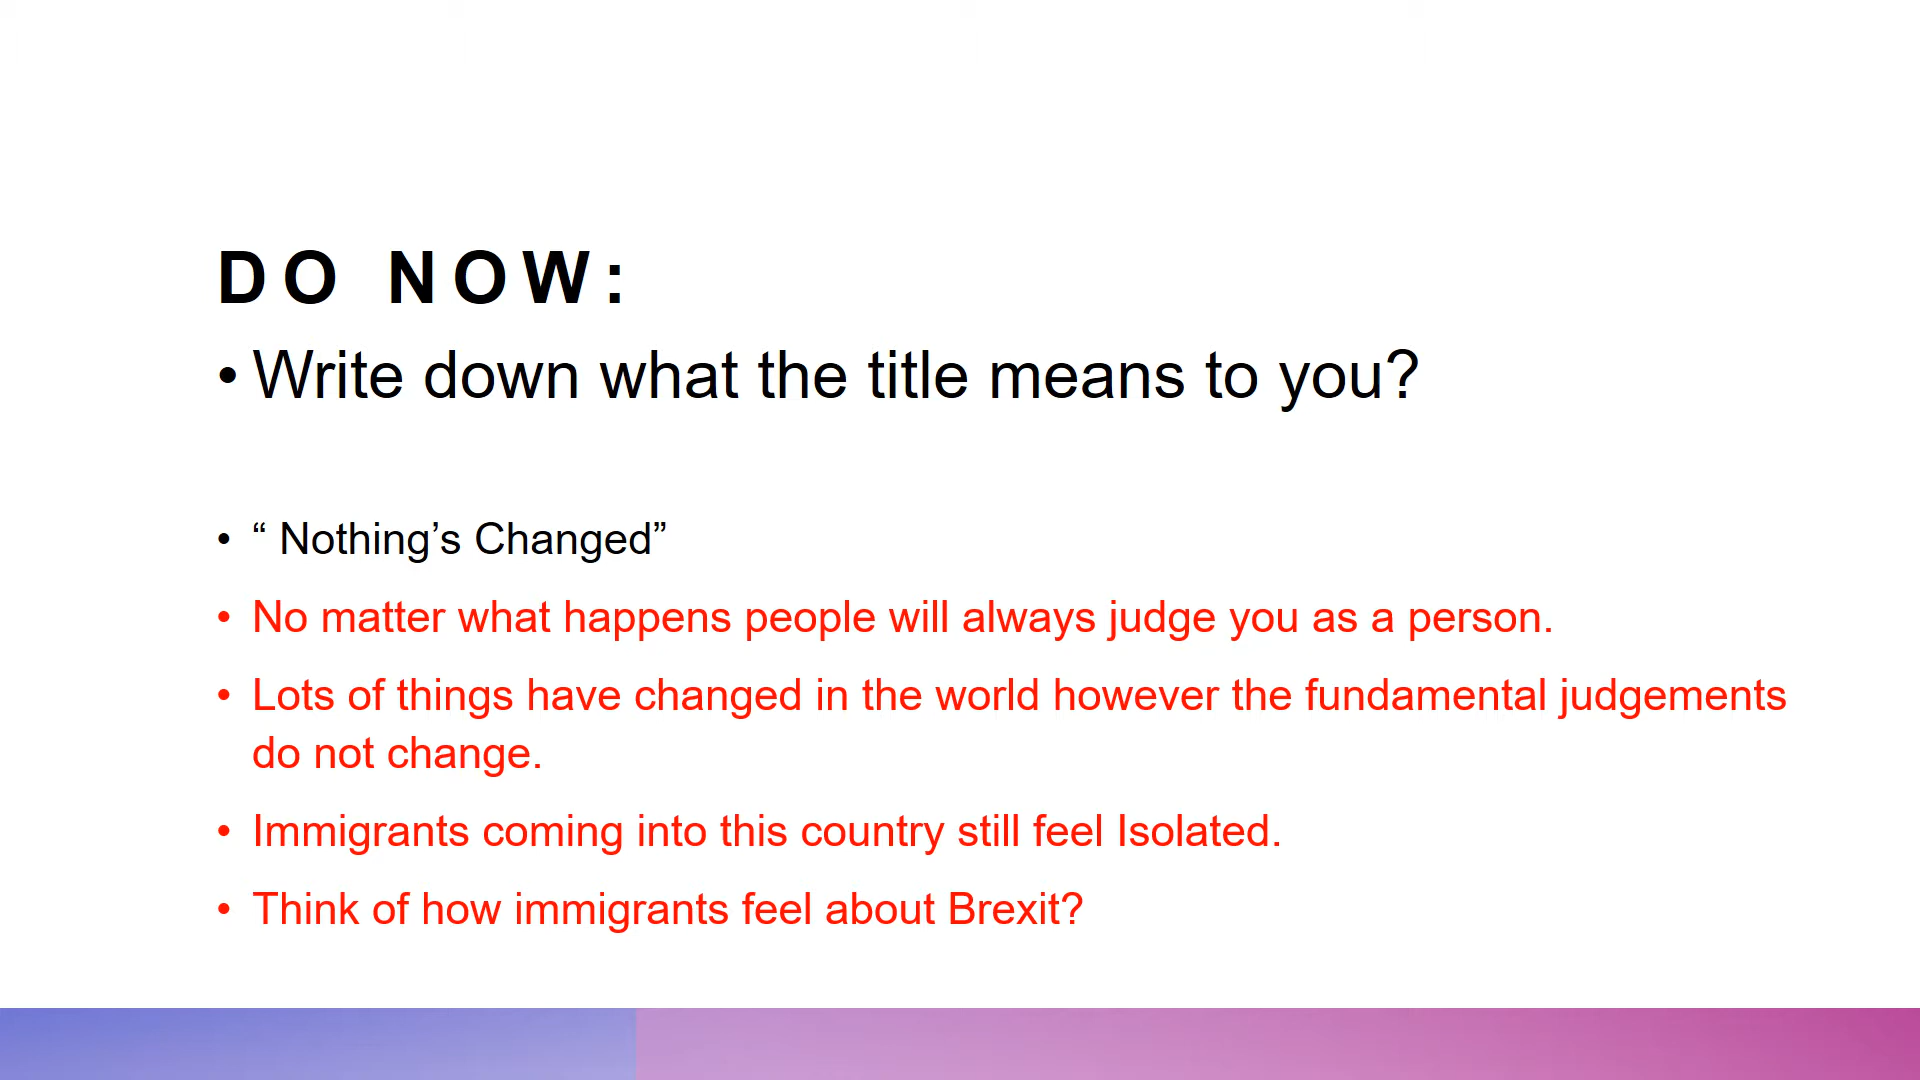 DO NOW:
• Write down what the title means to you?
• “ Nothing’s Changed”
• No matter what happens people will always judge you as a person.
• Lots of things have changed in the world however the fundamental judgements
do not change.
• Immigrants coming into this country still feel Isolated.
• Think of how immigrants feel about Brexit?